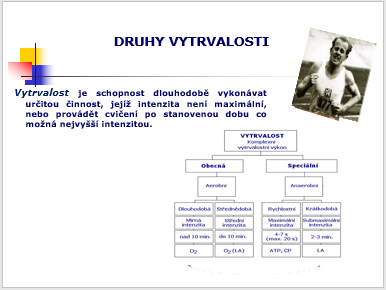 DRUHY VYTRVALOSTI
Vytrvalost je schopnost dlouhodobě vykonávat
určitou činnost, jejíž intenzita není maximální,
nebo provádět cvičení po stanovenou dobu co
možná nejvyšší intenzitou.
VYTRVALOST
Komplexní
vytrvalostní výkon
Obecná Speciální
Aerobní Anaerobní
Dlouhodobá Střednědobá Rychlostní Krátkodobá
Mírná intenzita Střední intenzita Maximální intenzita Submaximální intenzita
nad 10 min. do 10 min. 4-7 s (max. 20 s) 2-3 min.
O2 O2 (LA) ATP, CP LA